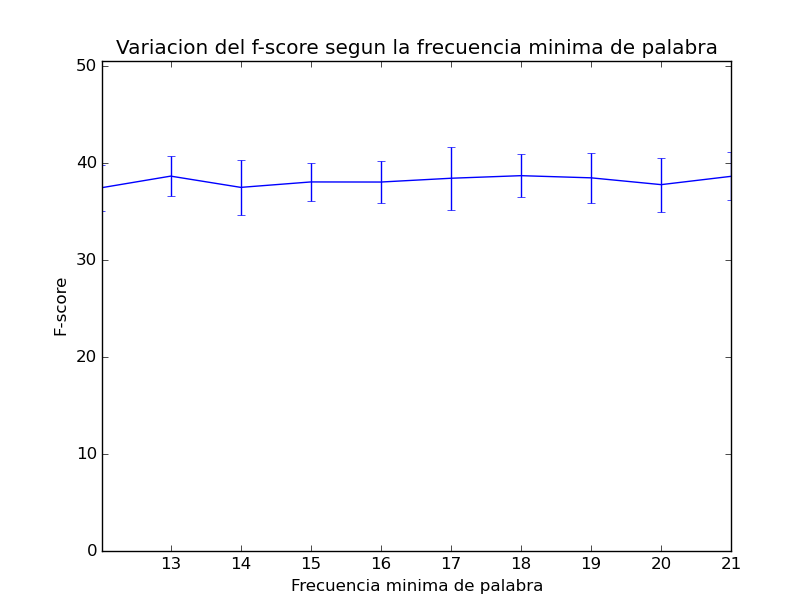 Variacion del f-score segun la frecuencia minima de palabra
50
40
30
20
10
0
F-score
13 14 15 16 17 18 19 20 21
Frecuencia minima de palabra